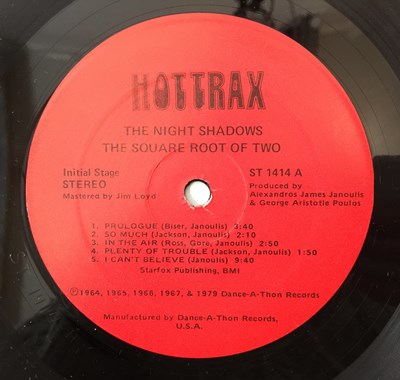 HOTTRAX
THE NIGHT SHADOWS
THE SQUARE ROOT OF TWO
Initial Stage
STEREO
Mastered by Jim Loyd
ST 1414 A
Produced by
Alexandros James Janoulis
& George Aristotle Poulos
1. PROLOGUE (Biser, Janoulis) 3:40
2. SO MUCH (Jackson, Janoulis) 2:10
3. IN THE AIR (Ross, Gore, Janoulis) 2:50
4. PLENTY OF TROUBLE (Jackson, Janoulis) 1:50
5. I CAN'T BELIEVE (Janoulis) 9:40
Starfox Publishing, BMI
Ⓟ1964, 1965, 1966, 1967, & 1979 Dance-A-Thon Records
Manufactured by Dance-A-Thon Records,
U.S.A.